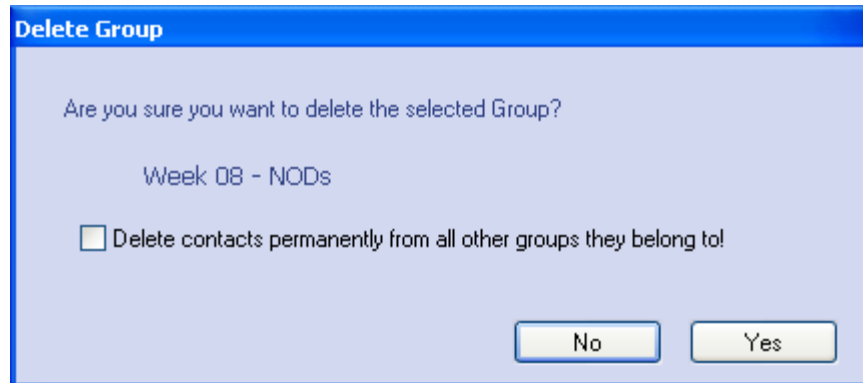 Delete Group
Are you sure you want to delete the selected Group?
Week 08 - NODs
Delete contacts permanently from all other groups they belong to!
No
Yes